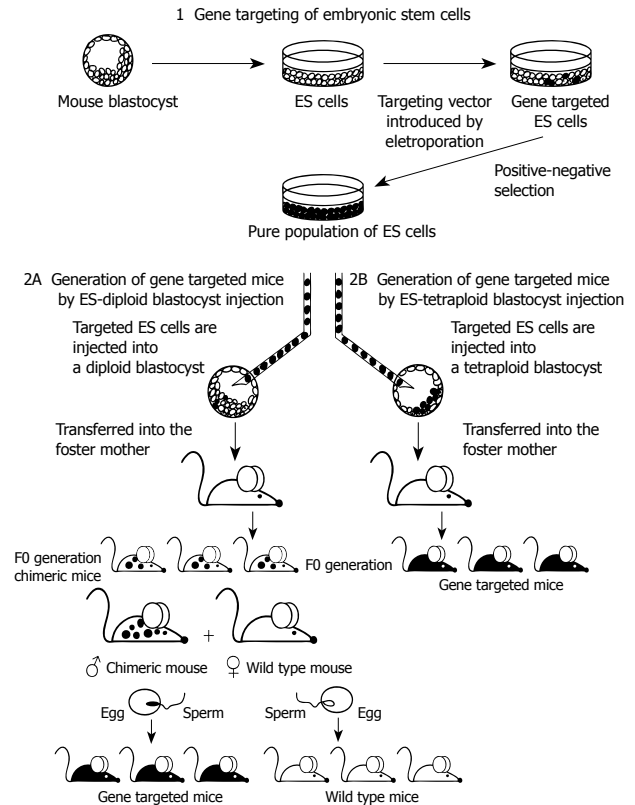 1 Gene targeting of embryonic stem cells
Mouse blastocyst
ES cells
Targeting vector
introduced by
eletroporation
Gene targeted
ES cells
Positive-negative
selection
Pure population of ES cells
2A Generation of gene targeted mice
by ES-diploid blastocyst injection
Targeted ES cells are
injected into
a diploid blastocyst
Transferred into the
foster mother
F0 generation
chimeric mice
2B Generation of gene targeted mice
by ES-tetraploid blastocyst injection
Targeted ES cells are
injected into
a tetraploid blastocyst
Transferred into the
foster mother
F0 generation
Gene targeted mice
+
♂ Chimeric mouse
♀ Wild type mouse
Egg
Sperm
Sperm
Egg
Gene targeted mice
Wild type mice